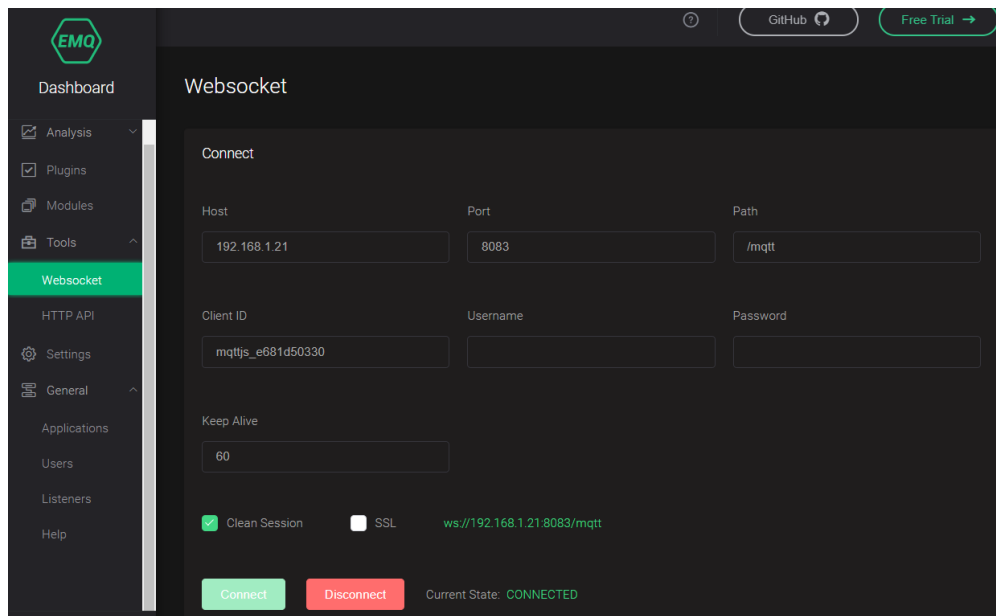 EMQ
Dashboard
Analysis
Plugins
Modules
Tools
Websocket
HTTP API
Settings
General
Applications
Users
Listeners
Help
? GitHub Free Trial →
Websocket
Connect
Host Port Path
192.168.1.21 8083 /mqtt
Client ID Username Password
mqttjs_e681d50330
Keep Alive
60
Clean Session SSL ws://192.168.1.21:8083/mqtt
Connect Disconnect Current State: CONNECTED